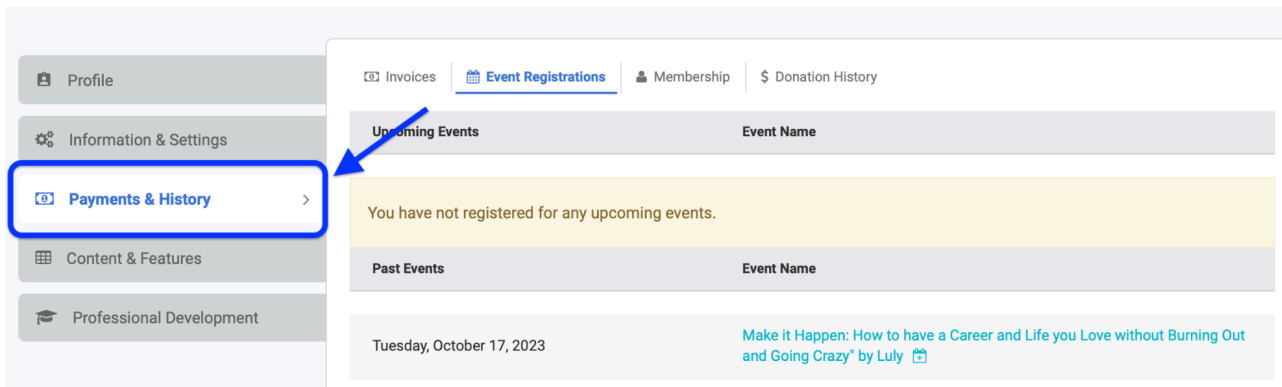 Profile
Information & Settings
Payments & History
Content & Features
Professional Development
Invoices
Event Registrations
Membership
$ Donation History
Upcoming Events
Event Name
You have not registered for any upcoming events.
Past Events
Event Name
Tuesday, October 17, 2023
Make it Happen: How to have a Career and Life you Love without Burning Out
and Going Crazy" by Luly